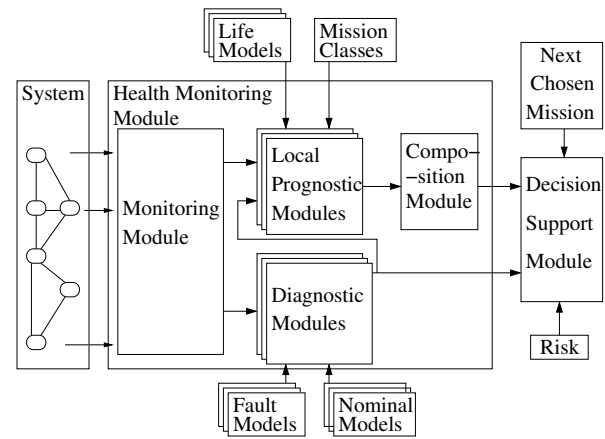 Life
Models
Mission
Classes
Next
Chosen
Mission
System
Health Monitoring
Module
Monitoring
Module
Local
Prognostic
Modules
Compo-
-sition
Module
Decision
Support
Module
Diagnostic
Modules
Risk
Fault
Models
Nominal
Models